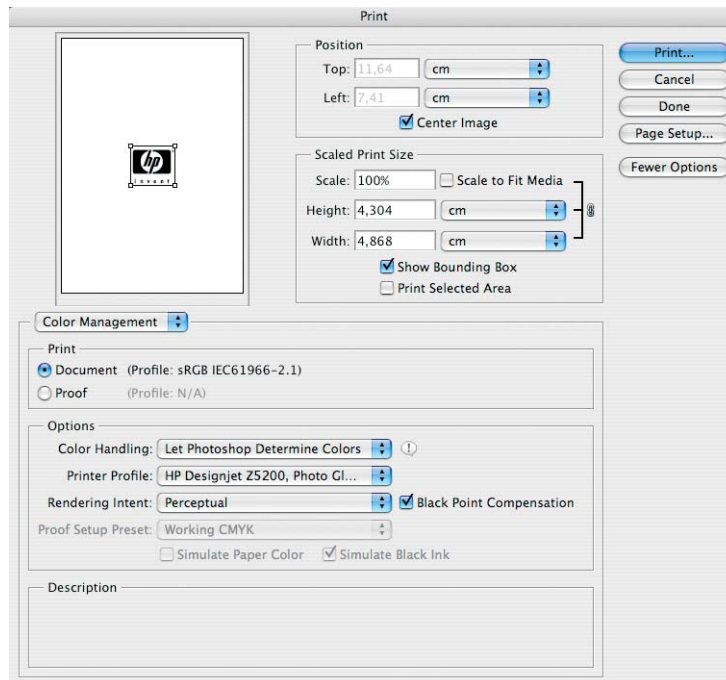 Print
Position
Top: 11,64 cm
Left: 7,41 cm
Center Image
Print...
Cancel
Done
Page Setup...
Fewer Options
hp
invent
Scaled Print Size
Scale: 100% Scale to Fit Media
Height: 4,304 cm
Width: 4,868 cm
Show Bounding Box
Print Selected Area
Color Management
Print
Document (Profile: sRGB IEC61966-2.1)
Proof (Profile: N/A)
Options
Color Handling: Let Photoshop Determine Colors
Printer Profile: HP Designjet Z5200, Photo Gl...
Rendering Intent: Perceptual Black Point Compensation
Proof Setup Preset: Working CMYK
Simulate Paper Color Simulate Black Ink
Description